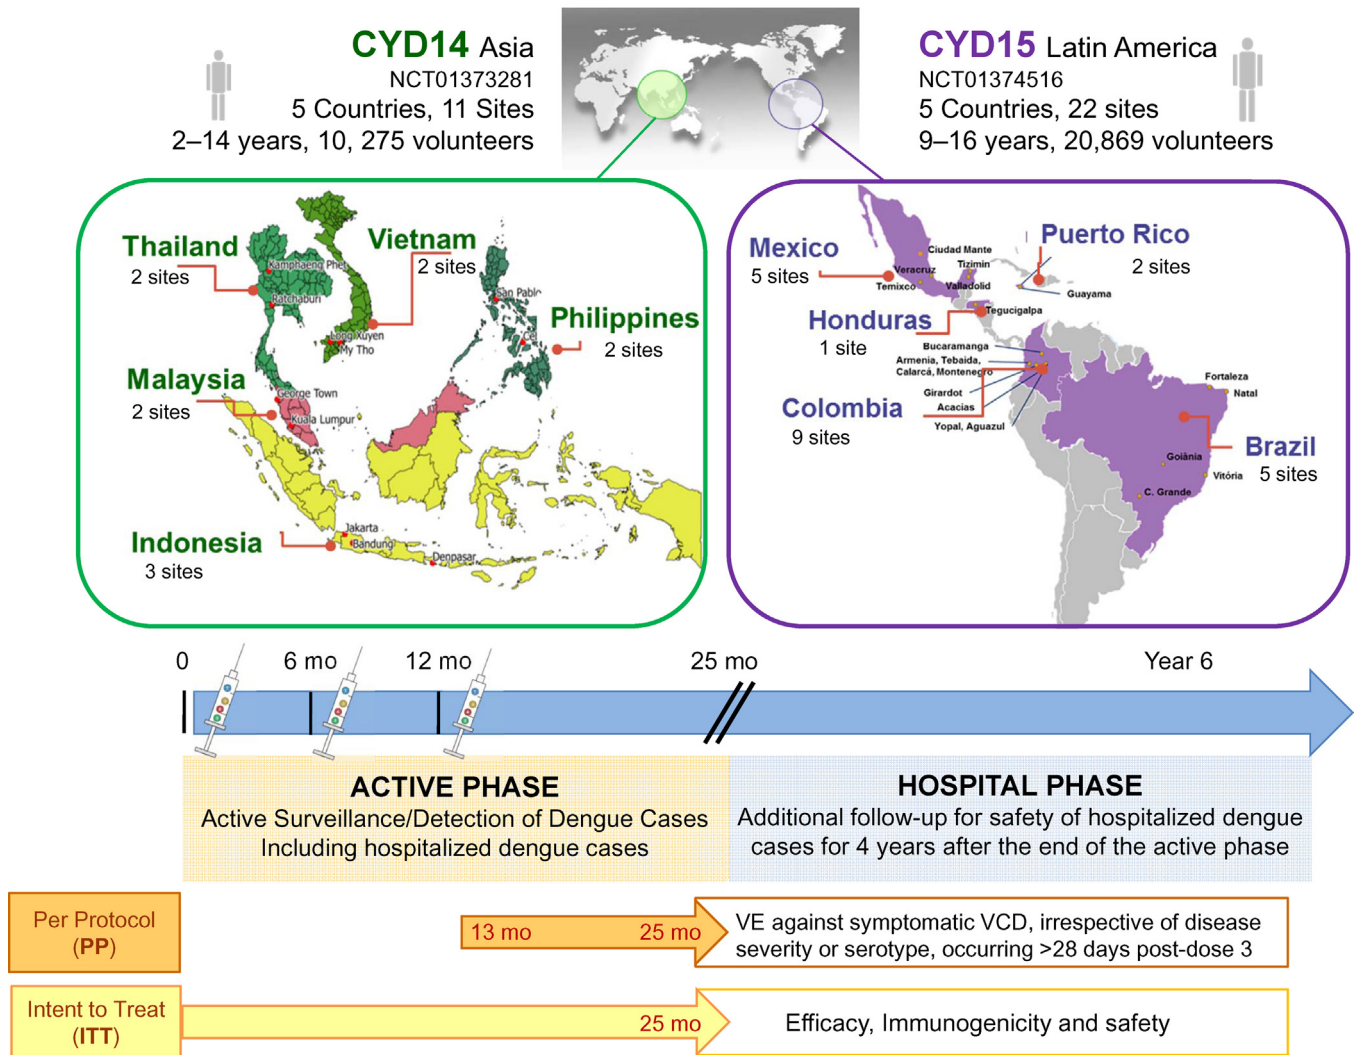 CYD14 Asia
NCT01373281
5 Countries, 11 Sites
2–14 years, 10, 275 volunteers
CYD15 Latin America
NCT01374516
5 Countries, 22 sites
9–16 years, 20,869 volunteers
Thailand
2 sites
Vietnam
2 sites
Kamphaeng Phet
Ratchaburi
San Pablo
Long Xuyen
My Tho
Philippines
2 sites
Malaysia
2 sites
George Town
Kuala Lumpur
Indonesia
3 sites
Jakarta
Bandung
Denpasar
Mexico
5 sites
Ciudad Mante
Veracruz
Tizimin
Temixco
Valladolid
Puerto Rico
2 sites
Guayama
Honduras
1 site
Tegucigalpa
Bucaramanga
Armenia, Tebaida,
Calarcá, Montenegro
Girardot
Acacias
Yopal, Aguazul
Colombia
9 sites
Fortaleza
Natal
Brazil
5 sites
Goiânia
Vitória
C. Grande
0
6 mo
12 mo
25 mo
Year 6
ACTIVE PHASE
Active Surveillance/Detection of Dengue Cases
Including hospitalized dengue cases
HOSPITAL PHASE
Additional follow-up for safety of hospitalized dengue
cases for 4 years after the end of the active phase
Per Protocol
(PP)
13 mo
25 mo
VE against symptomatic VCD, irrespective of disease
severity or serotype, occurring >28 days post-dose 3
Intent to Treat
(ITT)
25 mo
Efficacy, Immunogenicity and safety